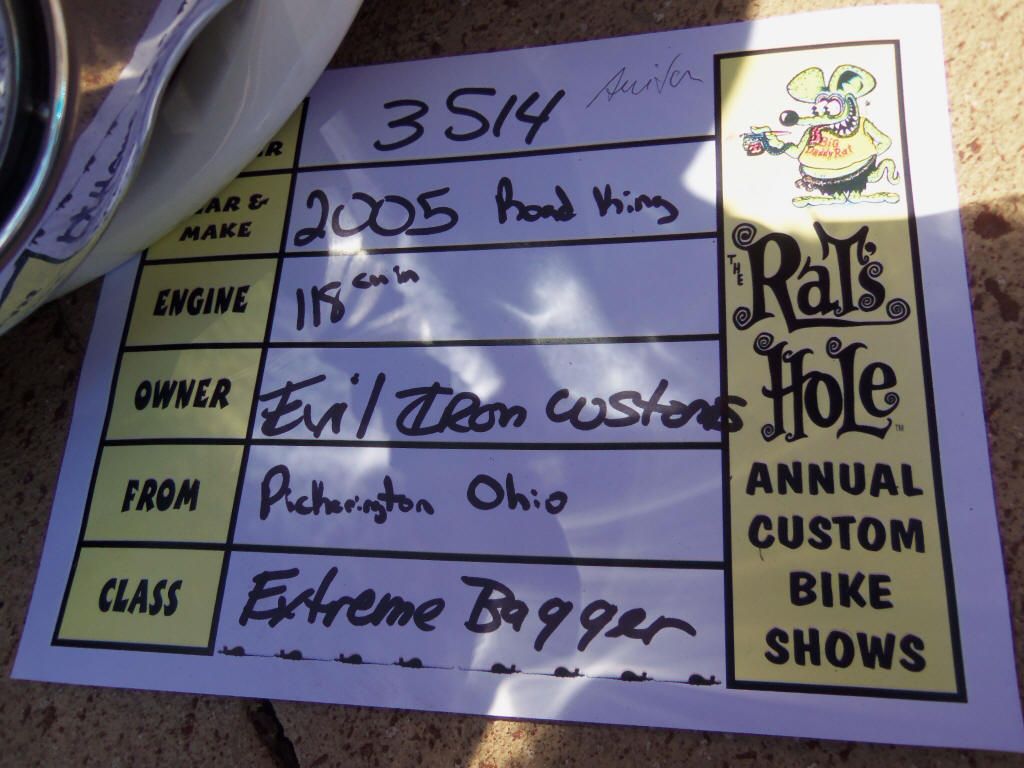 3514
2005 Road King
MAKE
ENGINE 118 cu in
OWNER Evil Iron Customs
FROM Pickerington Ohio
CLASS Extreme Bagger
Big
Daddy Rat
THE
RAT'S
HOLE
TM
ANNUAL
CUSTOM
BIKE
SHOWS